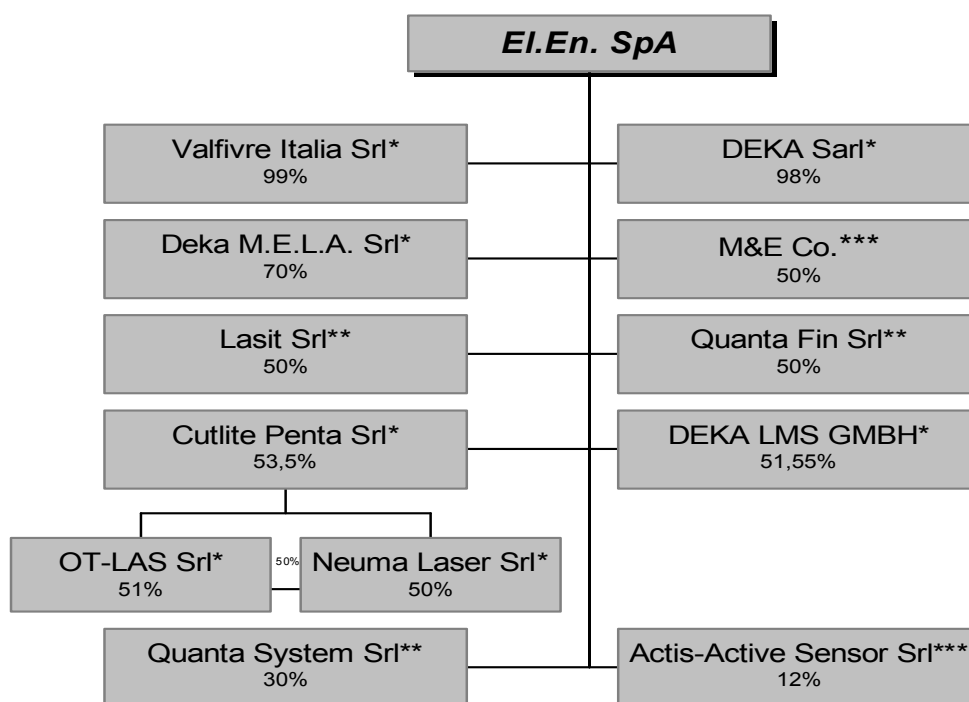 El.En. SpA
Valfivre Italia Srl*
99%
DEKA Sarl*
98%
Deka M.E.L.A. Srl*
70%
M&E Co.***
50%
Lasit Srl**
50%
Quanta Fin Srl**
50%
Cutlite Penta Srl*
53,5%
DEKA LMS GMBH*
51,55%
OT-LAS Srl*
51%
50%
Neuma Laser Srl*
50%
Quanta System Srl**
30%
Actis-Active Sensor Srl***
12%